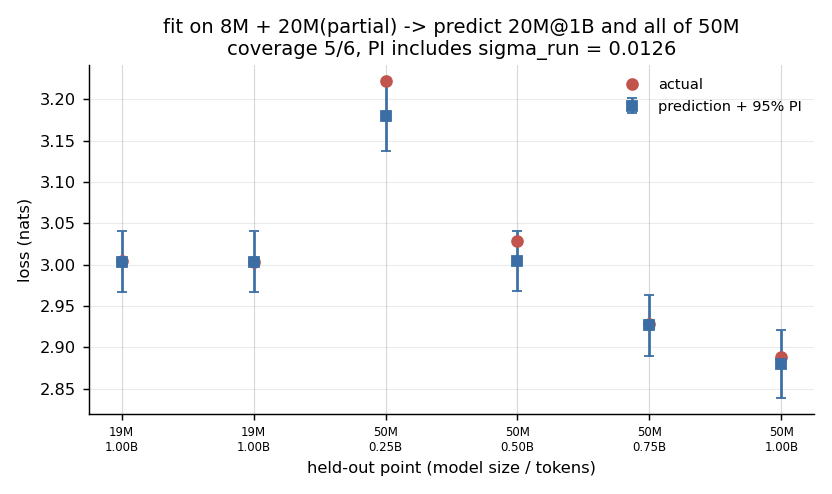 fit on 8M + 20M(partial) -> predict 20M@1B and all of 50M
coverage 5/6, PI includes sigma_run = 0.0126
actual
prediction + 95% PI
loss (nats)
3.20
3.15
3.10
3.05
3.00
2.95
2.90
2.85
19M
1.00B
19M
1.00B
50M
0.25B
50M
0.50B
50M
0.75B
50M
1.00B
held-out point (model size / tokens)